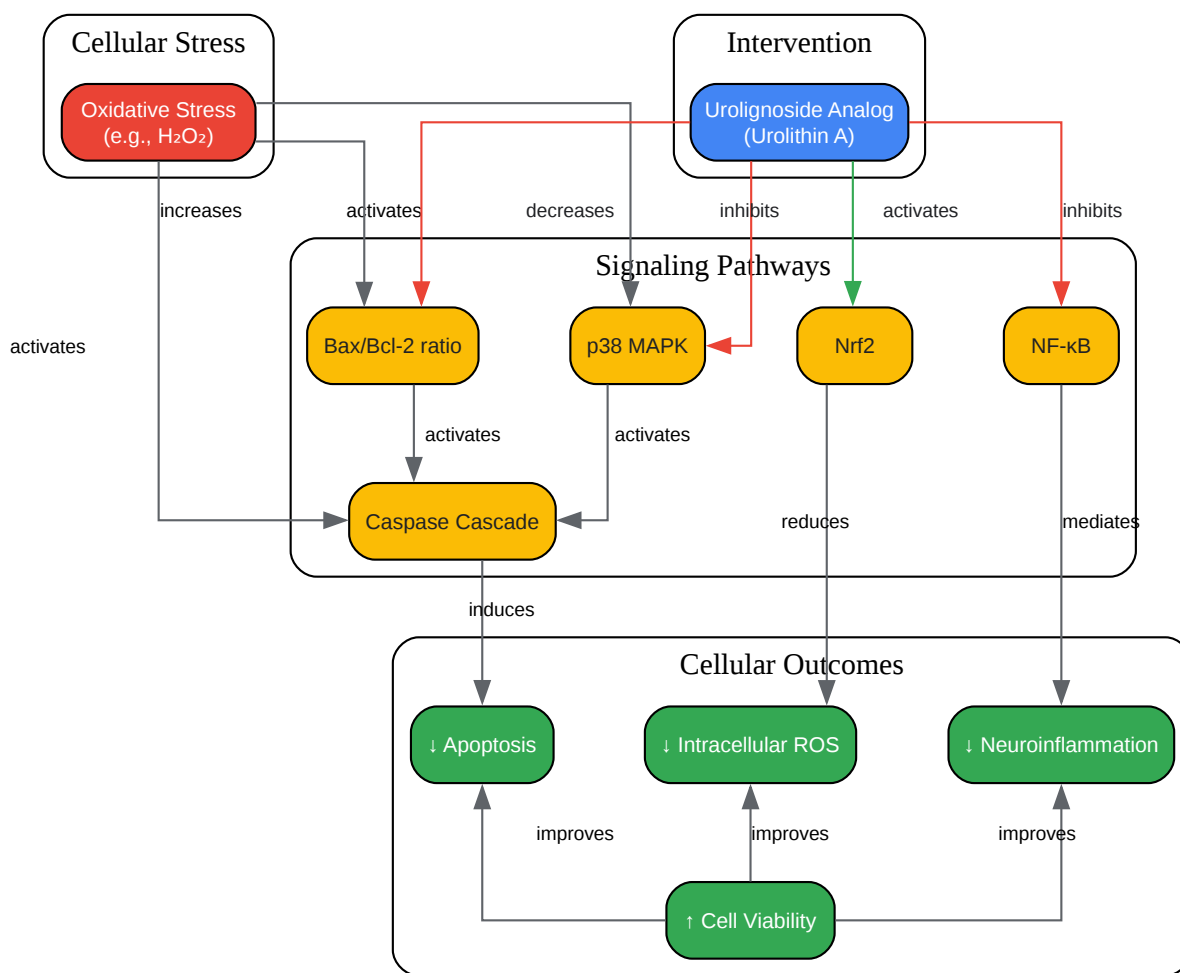 Cellular Stress
Intervention
Oxidative Stress
(e.g., H₂O₂)
Urolignoside Analog
(Urolithin A)
increases
activates
decreases
inhibits
activates
inhibits
Signaling Pathways
activates
Bax/Bcl-2 ratio
p38 MAPK
Nrf2
NF-κB
activates
activates
Caspase Cascade
reduces
mediates
induces
Cellular Outcomes
↓ Apoptosis
↓ Intracellular ROS
↓ Neuroinflammation
improves
improves
improves
↑ Cell Viability